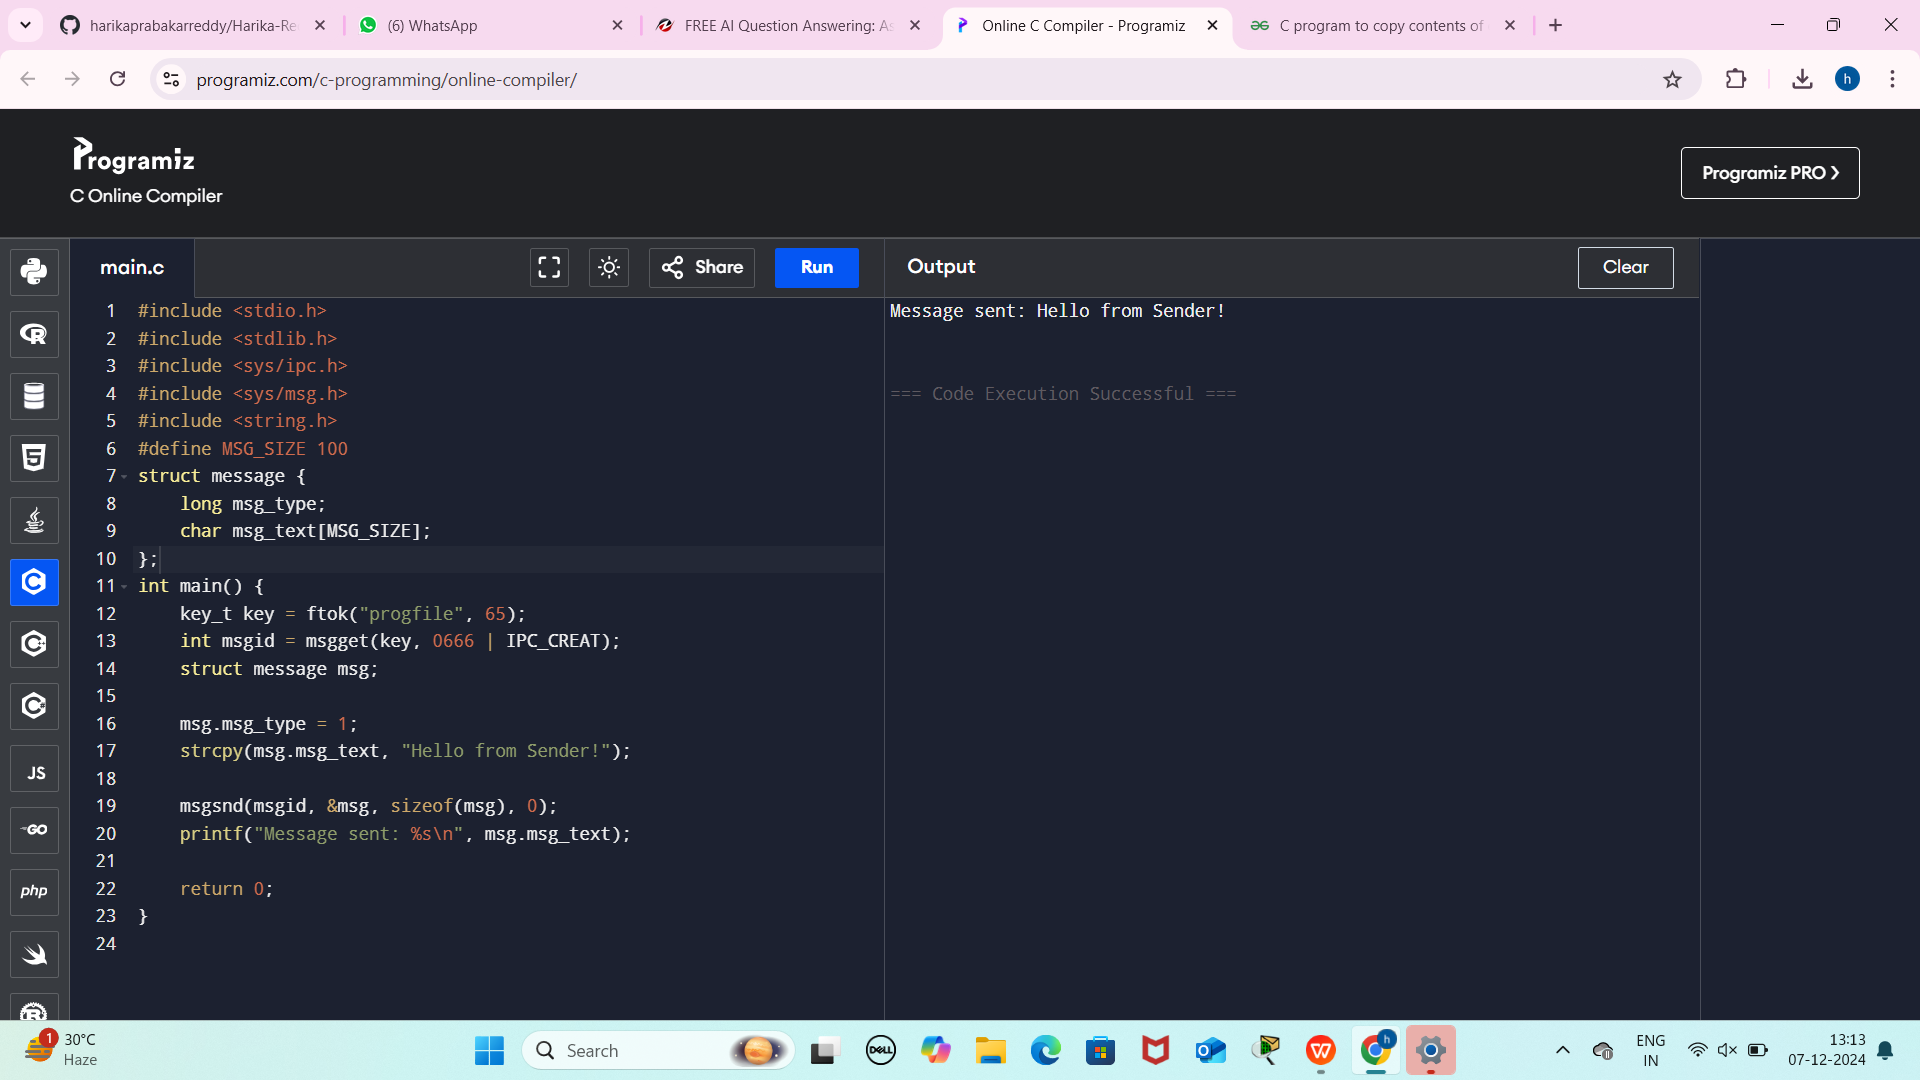 harikaprabakarreddy/Harika-Re
(6) WhatsApp
FREE AI Question Answering: As
Online C Compiler - Programiz
C program to copy contents of
programiz.com/c-programming/online-compiler/
h
Programiz
C Online Compiler
Programiz PRO
main.c
Share
Run
Output
Clear
1 #include <stdio.h>
2 #include <stdlib.h>
3 #include <sys/ipc.h>
4 #include <sys/msg.h>
5 #include <string.h>
6 #define MSG_SIZE 100
7 struct message {
8 long msg_type;
9 char msg_text[MSG_SIZE];
10 };
11 int main() {
12 key_t key = ftok("progfile", 65);
13 int msgid = msgget(key, 0666 | IPC_CREAT);
14 struct message msg;
15
16 msg.msg_type = 1;
17 strcpy(msg.msg_text, "Hello from Sender!");
18
19 msgsnd(msgid, &msg, sizeof(msg), 0);
20 printf("Message sent: %s\n", msg.msg_text);
21
22 return 0;
23 }
24
Message sent: Hello from Sender!
=== Code Execution Successful ===
R
5
C
C
C
JS
GO
php
R
1
30°C
Haze
Search
DELL
W
h
ENG
IN
13:13
07-12-2024